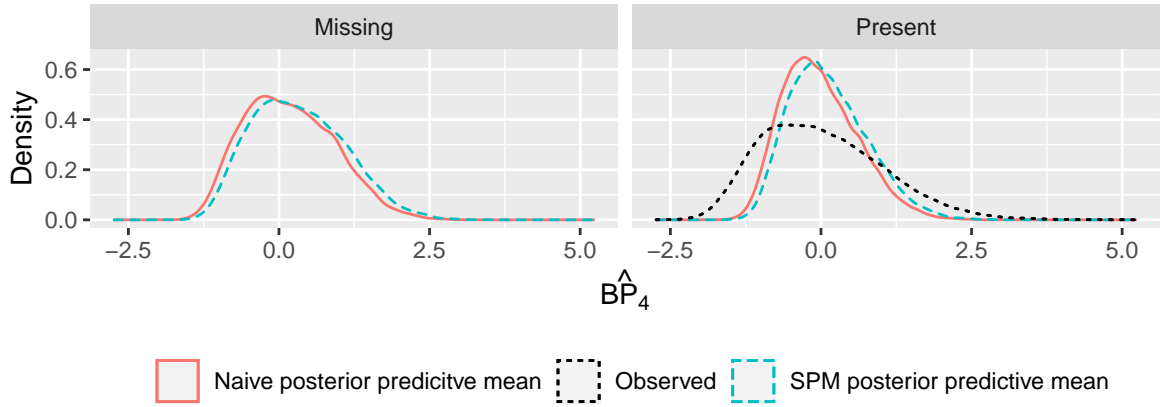 Missing
Present
Density
0.6
0.4
0.2
0.0
−2.5 0.0 2.5 5.0
−2.5 0.0 2.5 5.0
BP̂₄
Naive posterior predicitve mean Observed SPM posterior predictive mean